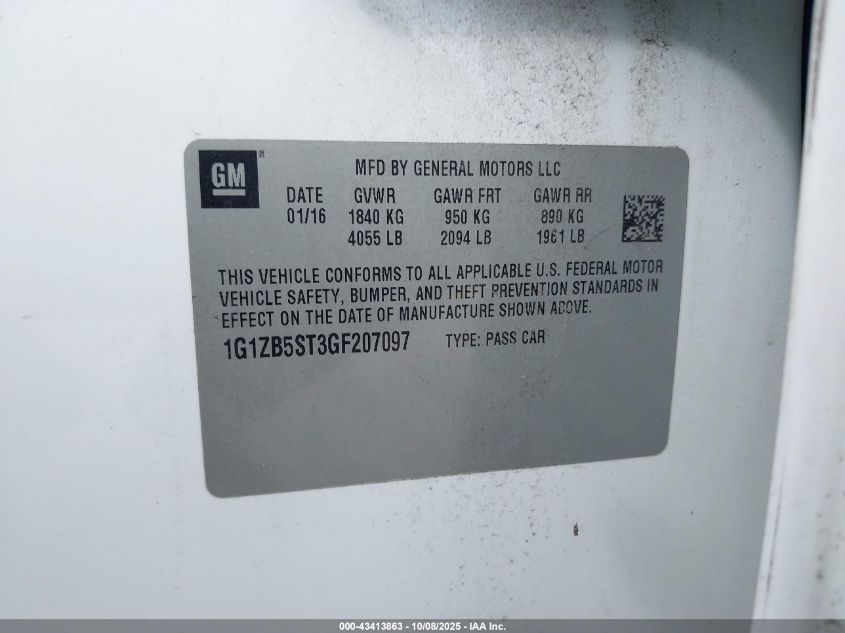 GM
MFD BY GENERAL MOTORS LLC
DATE GVWR GAWR FRT GAWR RR
01/16 1840 KG 950 KG 890 KG
4055 LB 2094 LB 1961 LB
THIS VEHICLE CONFORMS TO ALL APPLICABLE U.S. FEDERAL MOTOR
VEHICLE SAFETY, BUMPER, AND THEFT PREVENTION STANDARDS IN
EFFECT ON THE DATE OF MANUFACTURE SHOWN ABOVE.
1G1ZB5ST3GF207097 TYPE: PASS CAR
000-43413863 - 10/08/2025 - IAA Inc.